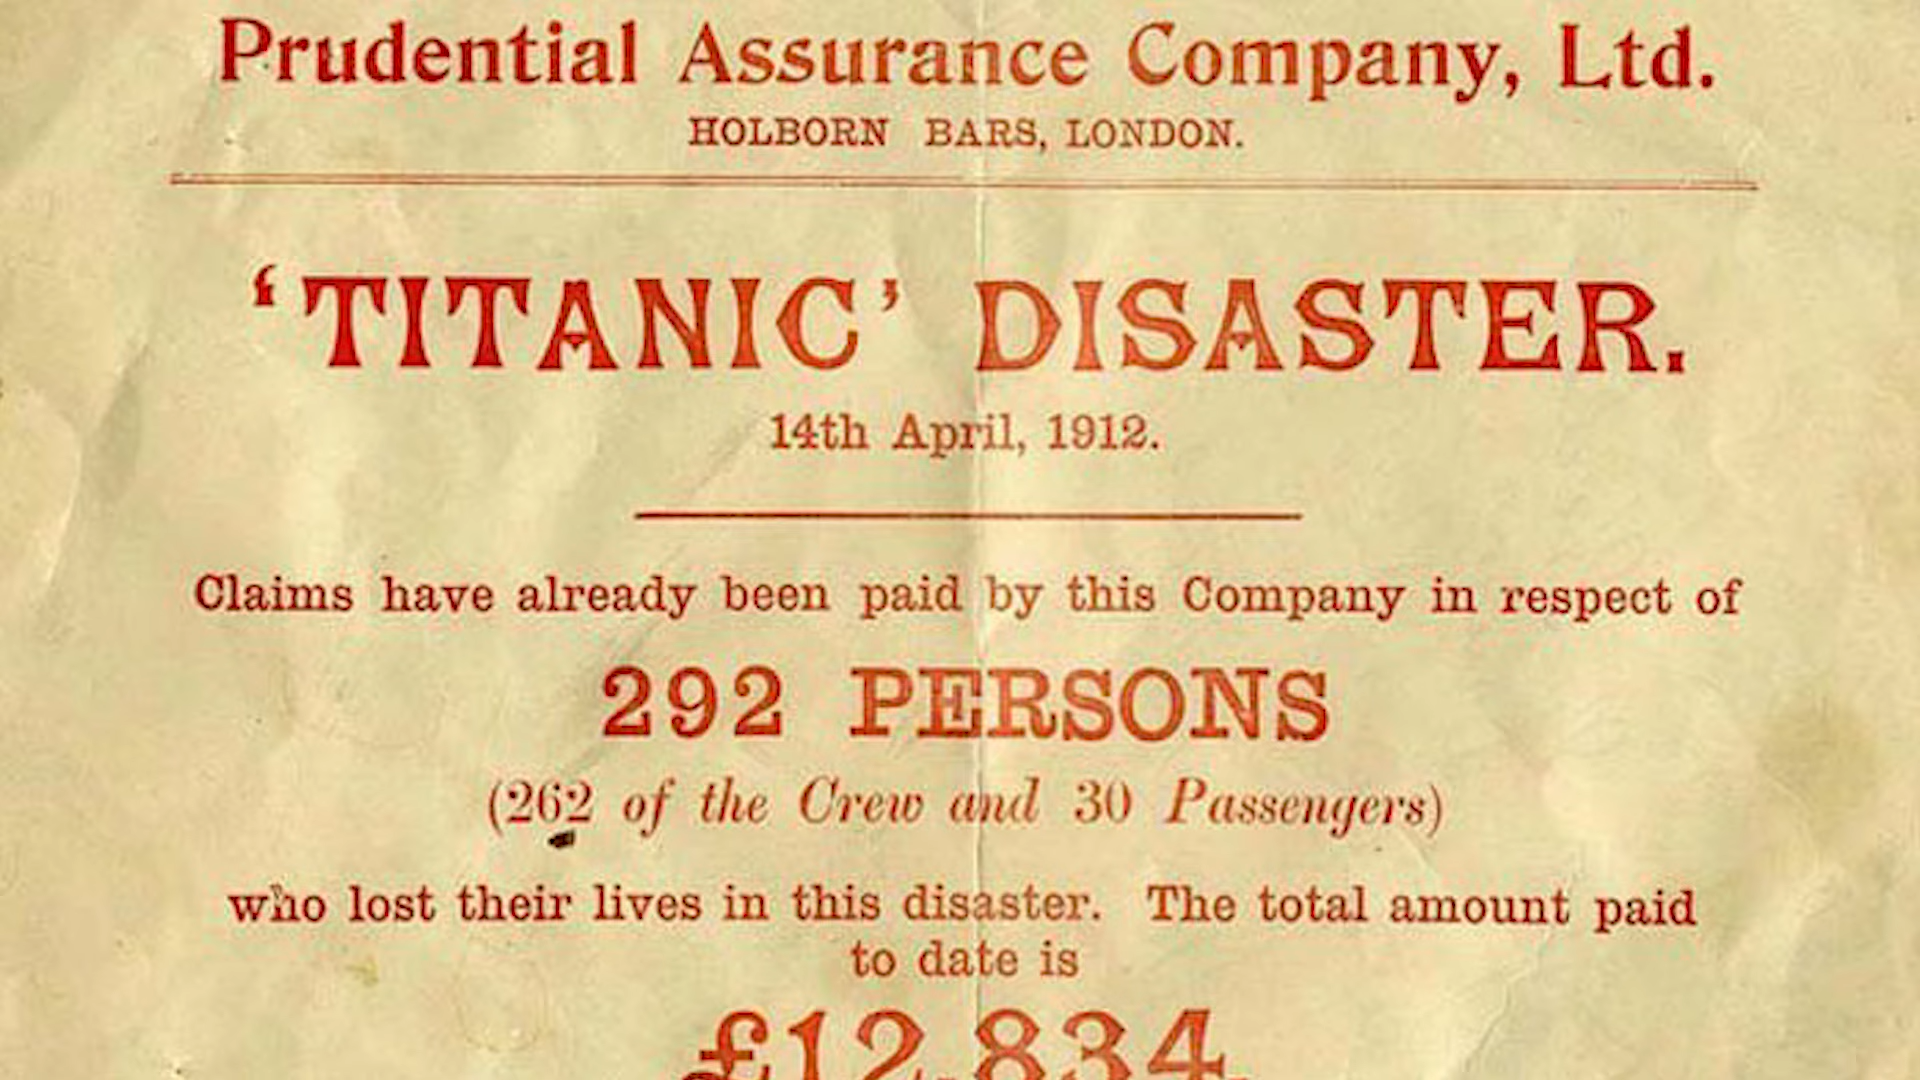 Prudential Assurance Company, Ltd.
HOLBORN BARS, LONDON.
‘TITANIC’ DISASTER.
14th April, 1912.
Claims have already been paid by this Company in respect of
292 PERSONS
(262 of the Crew and 30 Passengers)
who lost their lives in this disaster. The total amount paid
to date is
£12,834.